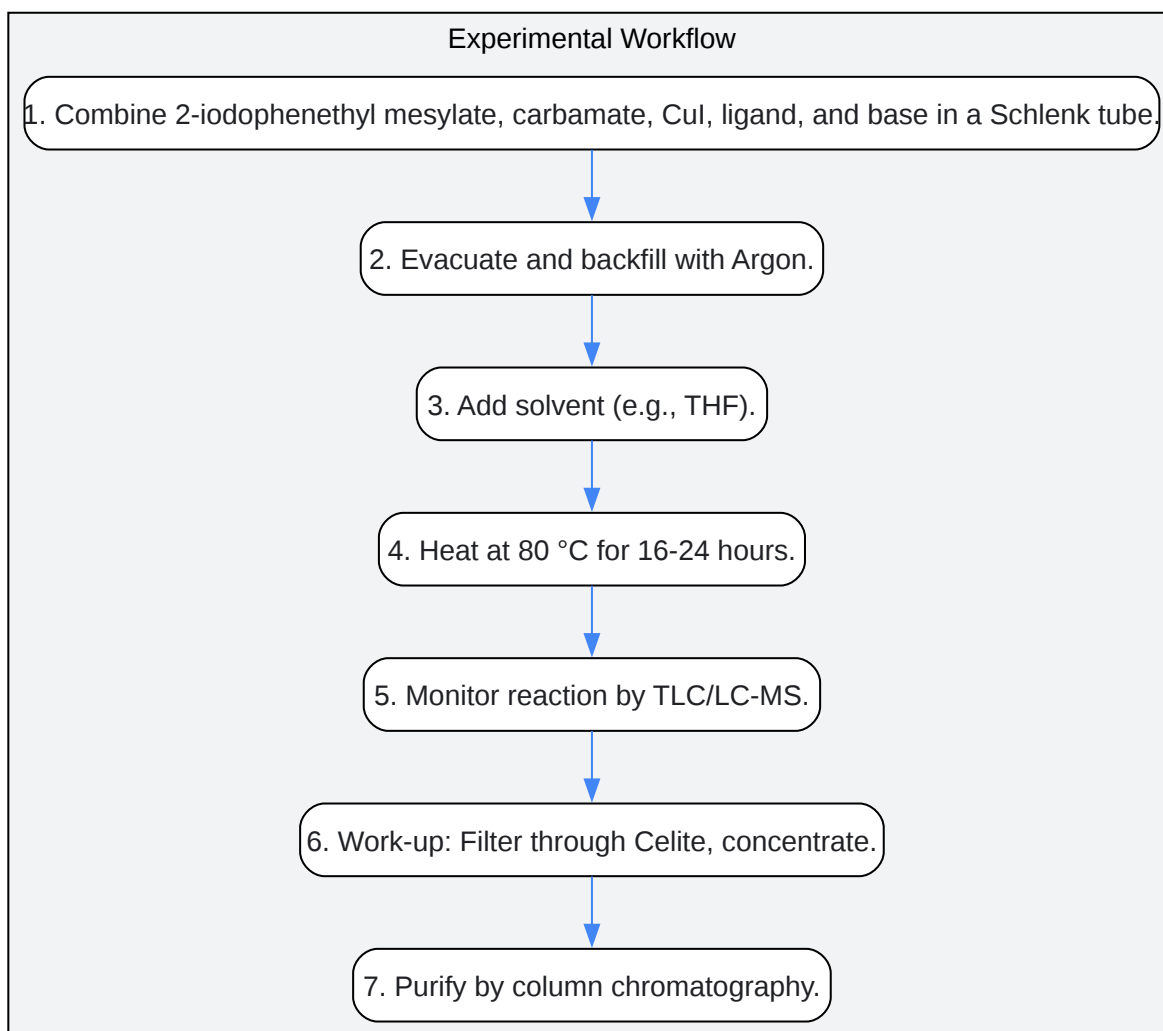 Experimental Workflow
1. Combine 2-iodophenethyl mesylate, carbamate, CuI, ligand, and base in a Schlenk tube.
2. Evacuate and backfill with Argon.
3. Add solvent (e.g., THF).
4. Heat at 80 °C for 16-24 hours.
5. Monitor reaction by TLC/LC-MS.
6. Work-up: Filter through Celite, concentrate.
7. Purify by column chromatography.